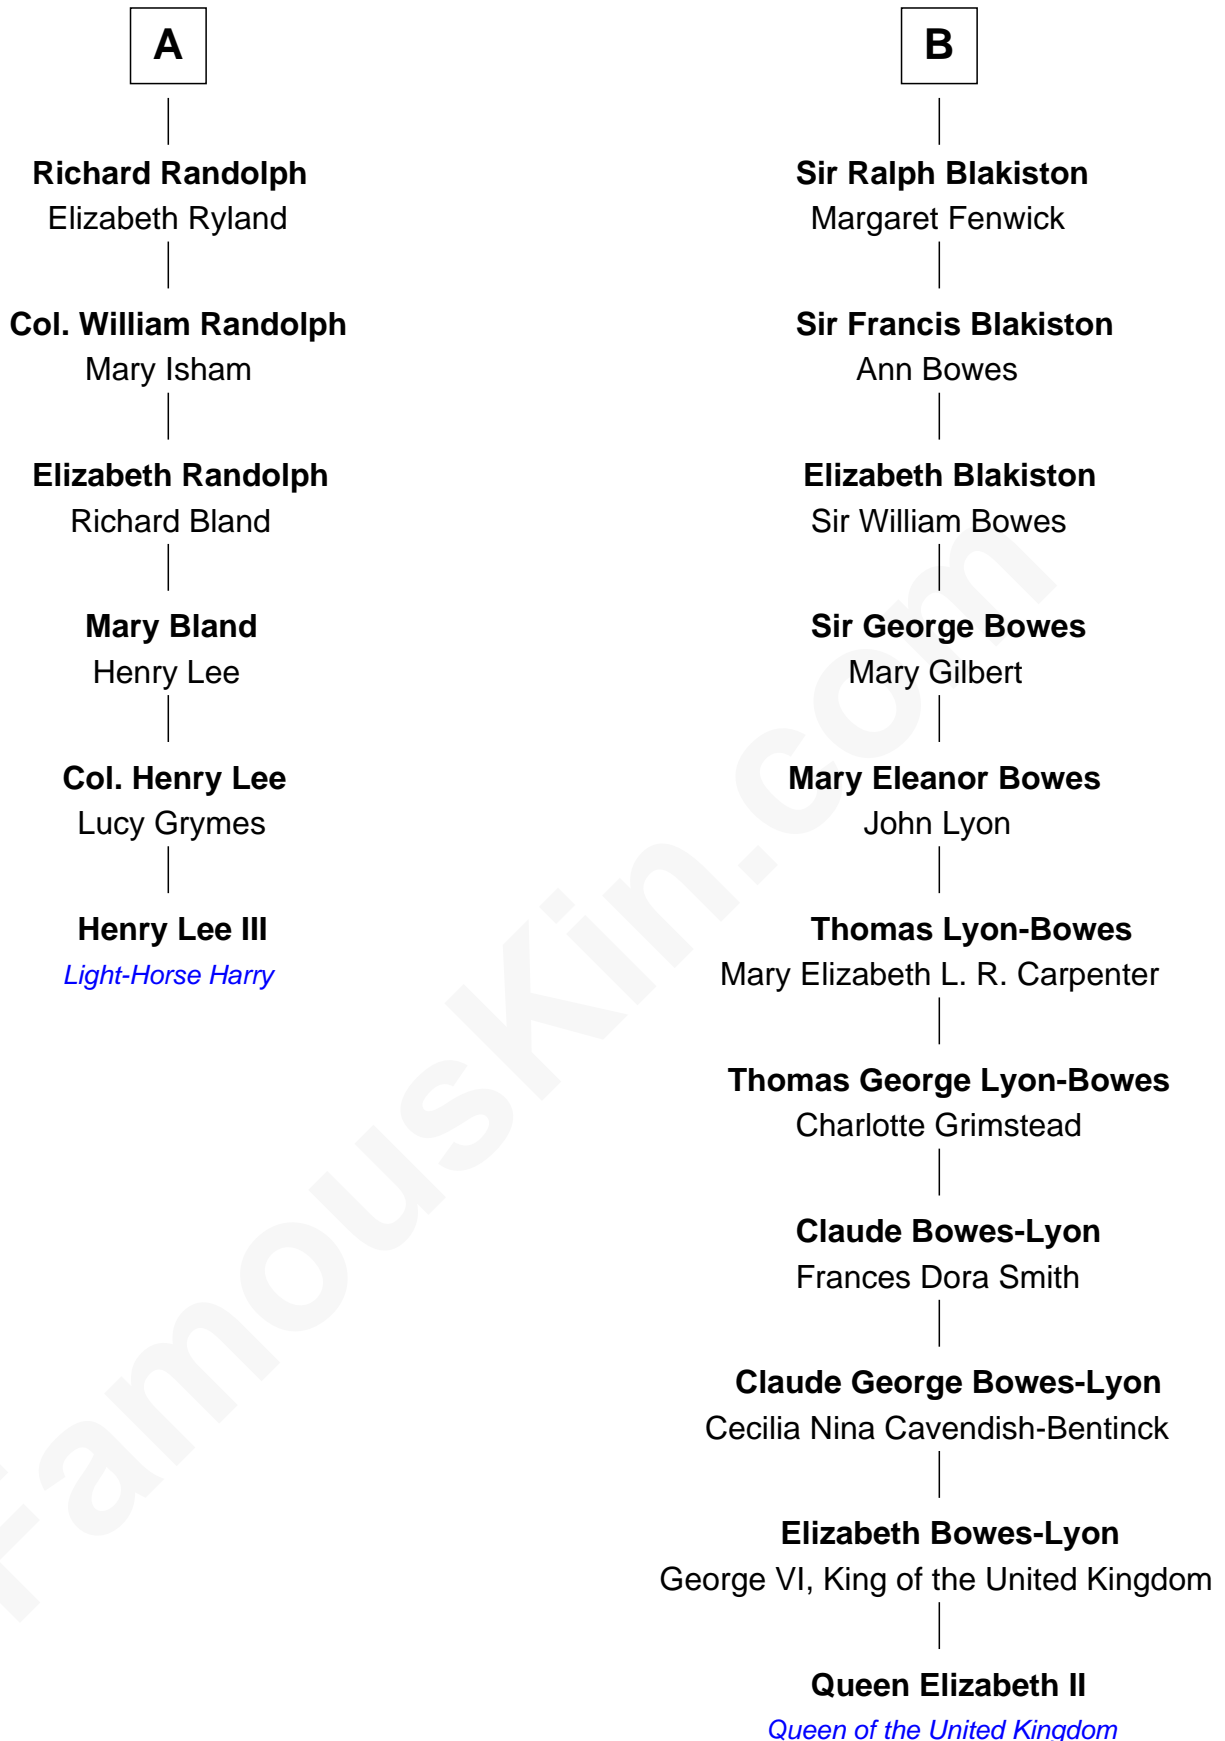 A
Richard Randolph
Elizabeth Ryland
Col. William Randolph
Mary Isham
Elizabeth Randolph
Richard Bland
Mary Bland
Henry Lee
Col. Henry Lee
Lucy Grymes
Henry Lee III
Light-Horse Harry
B
Sir Ralph Blakiston
Margaret Fenwick
Sir Francis Blakiston
Ann Bowes
Elizabeth Blakiston
Sir William Bowes
Sir George Bowes
Mary Gilbert
Mary Eleanor Bowes
John Lyon
Thomas Lyon-Bowes
Mary Elizabeth L. R. Carpenter
Thomas George Lyon-Bowes
Charlotte Grimstead
Claude Bowes-Lyon
Frances Dora Smith
Claude George Bowes-Lyon
Cecilia Nina Cavendish-Bentinck
Elizabeth Bowes-Lyon
George VI, King of the United Kingdom
Queen Elizabeth II
Queen of the United Kingdom
FamousKin.com